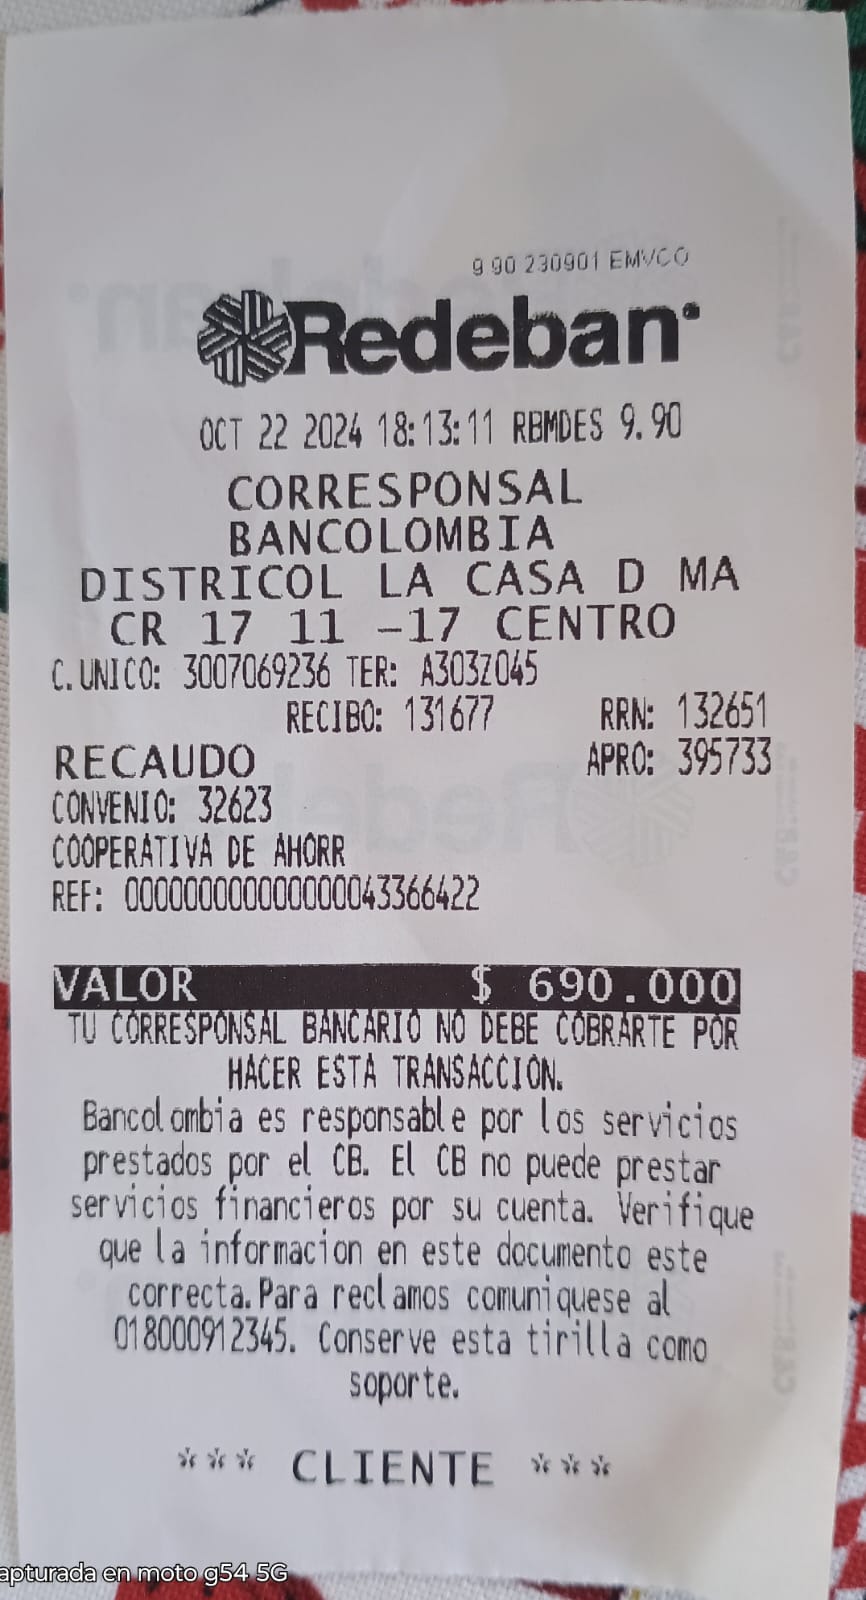 9 90 230901 EMVCO
Redeban
OCT 22 2024 18:13:11 RBMDES 9.90
CORRESPONSAL
BANCOLOMBIA
DISTRICOL LA CASA D MA
CR 17 11 -17 CENTRO
C.UNICO: 3007069236 TER: A303Z045
RECIBO: 131677 RRN: 132651
RECAUDO APRO: 395733
CONVENIO: 32623
COOPERATIVA DE AHORR
REF: 000000000000000043366422
VALOR $ 690.000
TU CORRESPONSAL BANCARIO NO DEBE COBRARTE POR
HACER ESTA TRANSACCION.
Bancolombia es responsable por los servicios
prestados por el CB. El CB no puede prestar
servicios financieros por su cuenta. Verifique
que la informacion en este documento este
correcta.Para reclamos comuniquese al
018000912345. Conserve esta tirilla como
soporte.
*** CLIENTE ***
apturada en moto g54 5G